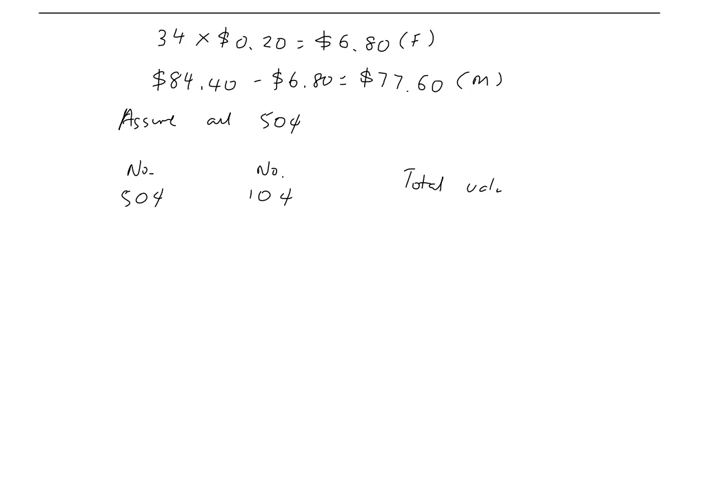 34 × $0.20 = $6.80 (F)
$84.40 - $6.80 = $77.60 (M)
Assume all 50¢
No. No. Total valu
50¢ 10¢